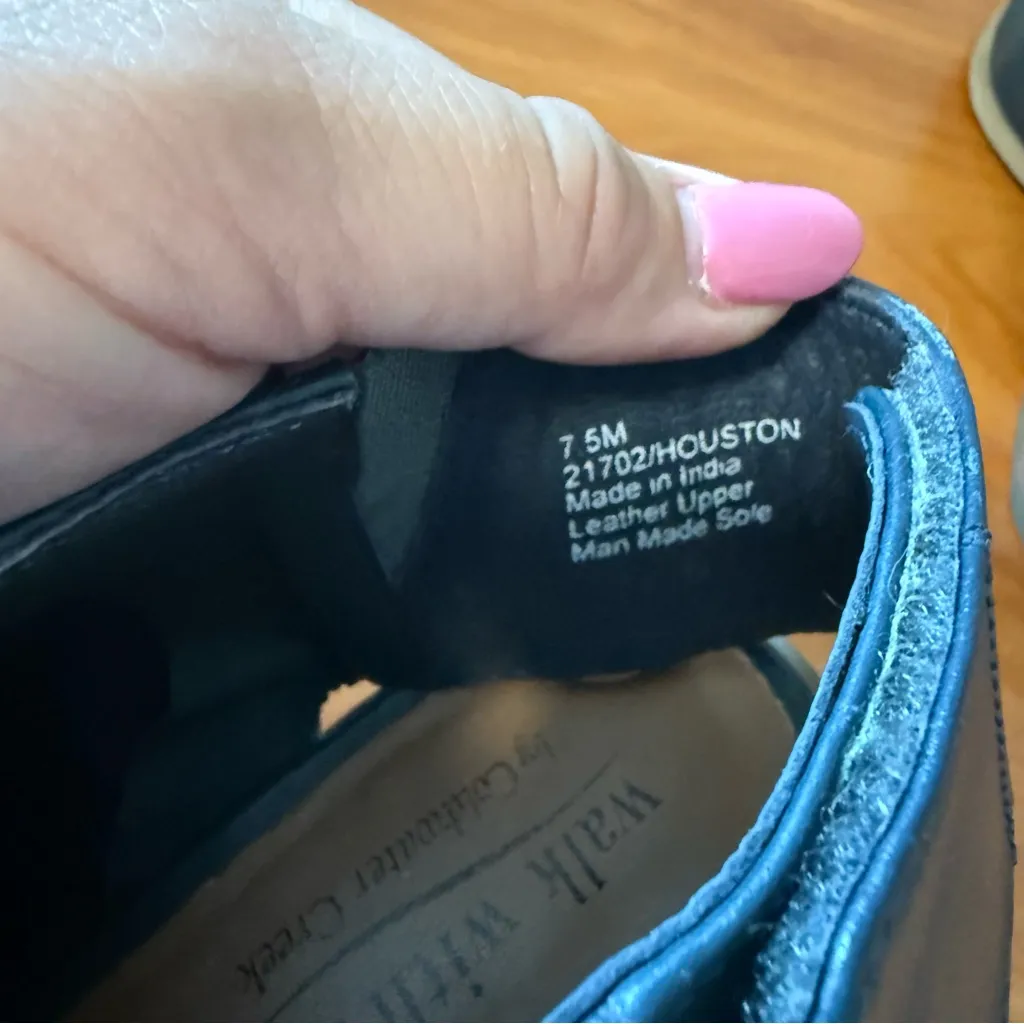 7.5M
21702/HOUSTON
Made in India
Leather Upper
Man Made Sole
walk with
by Coldwater Creek